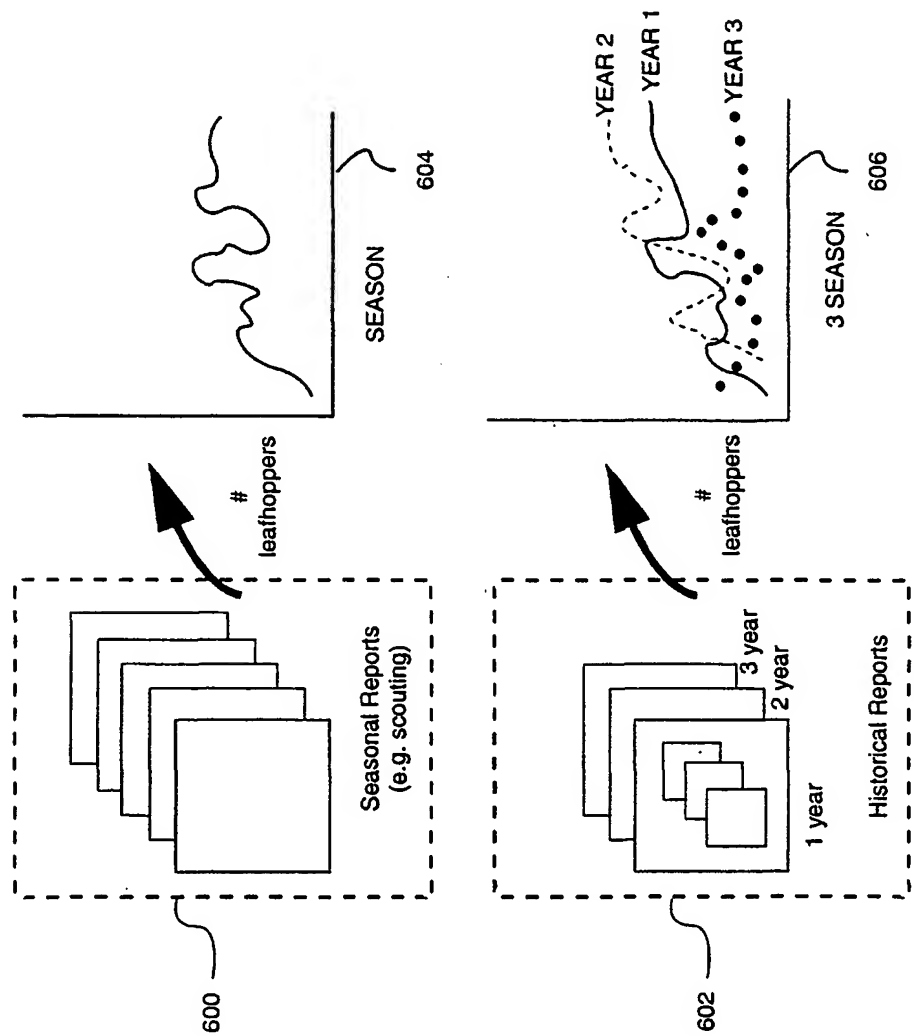 600
Seasonal Reports
(e.g. scouting)
#
leafhoppers
SEASON
604
602
1 year
2 year
3 year
Historical Reports
#
leafhoppers
YEAR 2
YEAR 1
YEAR 3
3 SEASON
606